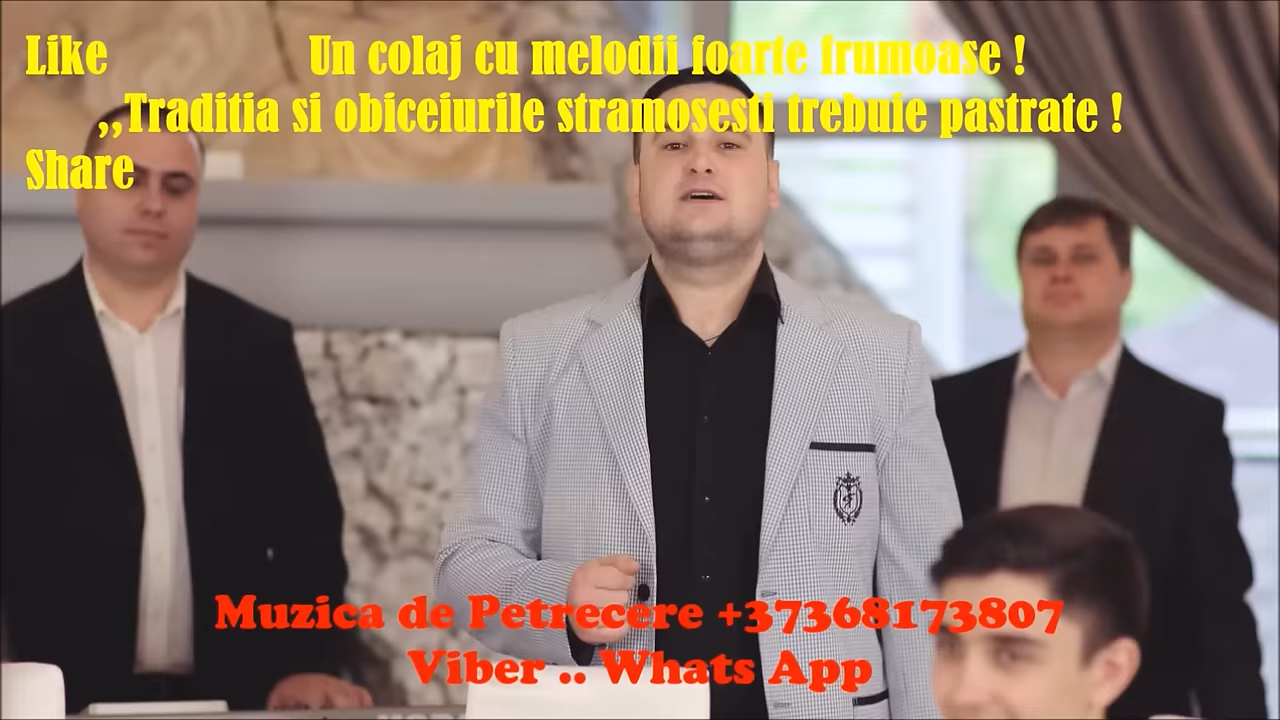 Like Un colaj cu melodii foarte frumoase !
,,Traditia si obiceiurile stramosesti trebuie pastrate !
Share
Muzica de Petrecere +37368173807
Viber .. Whats App